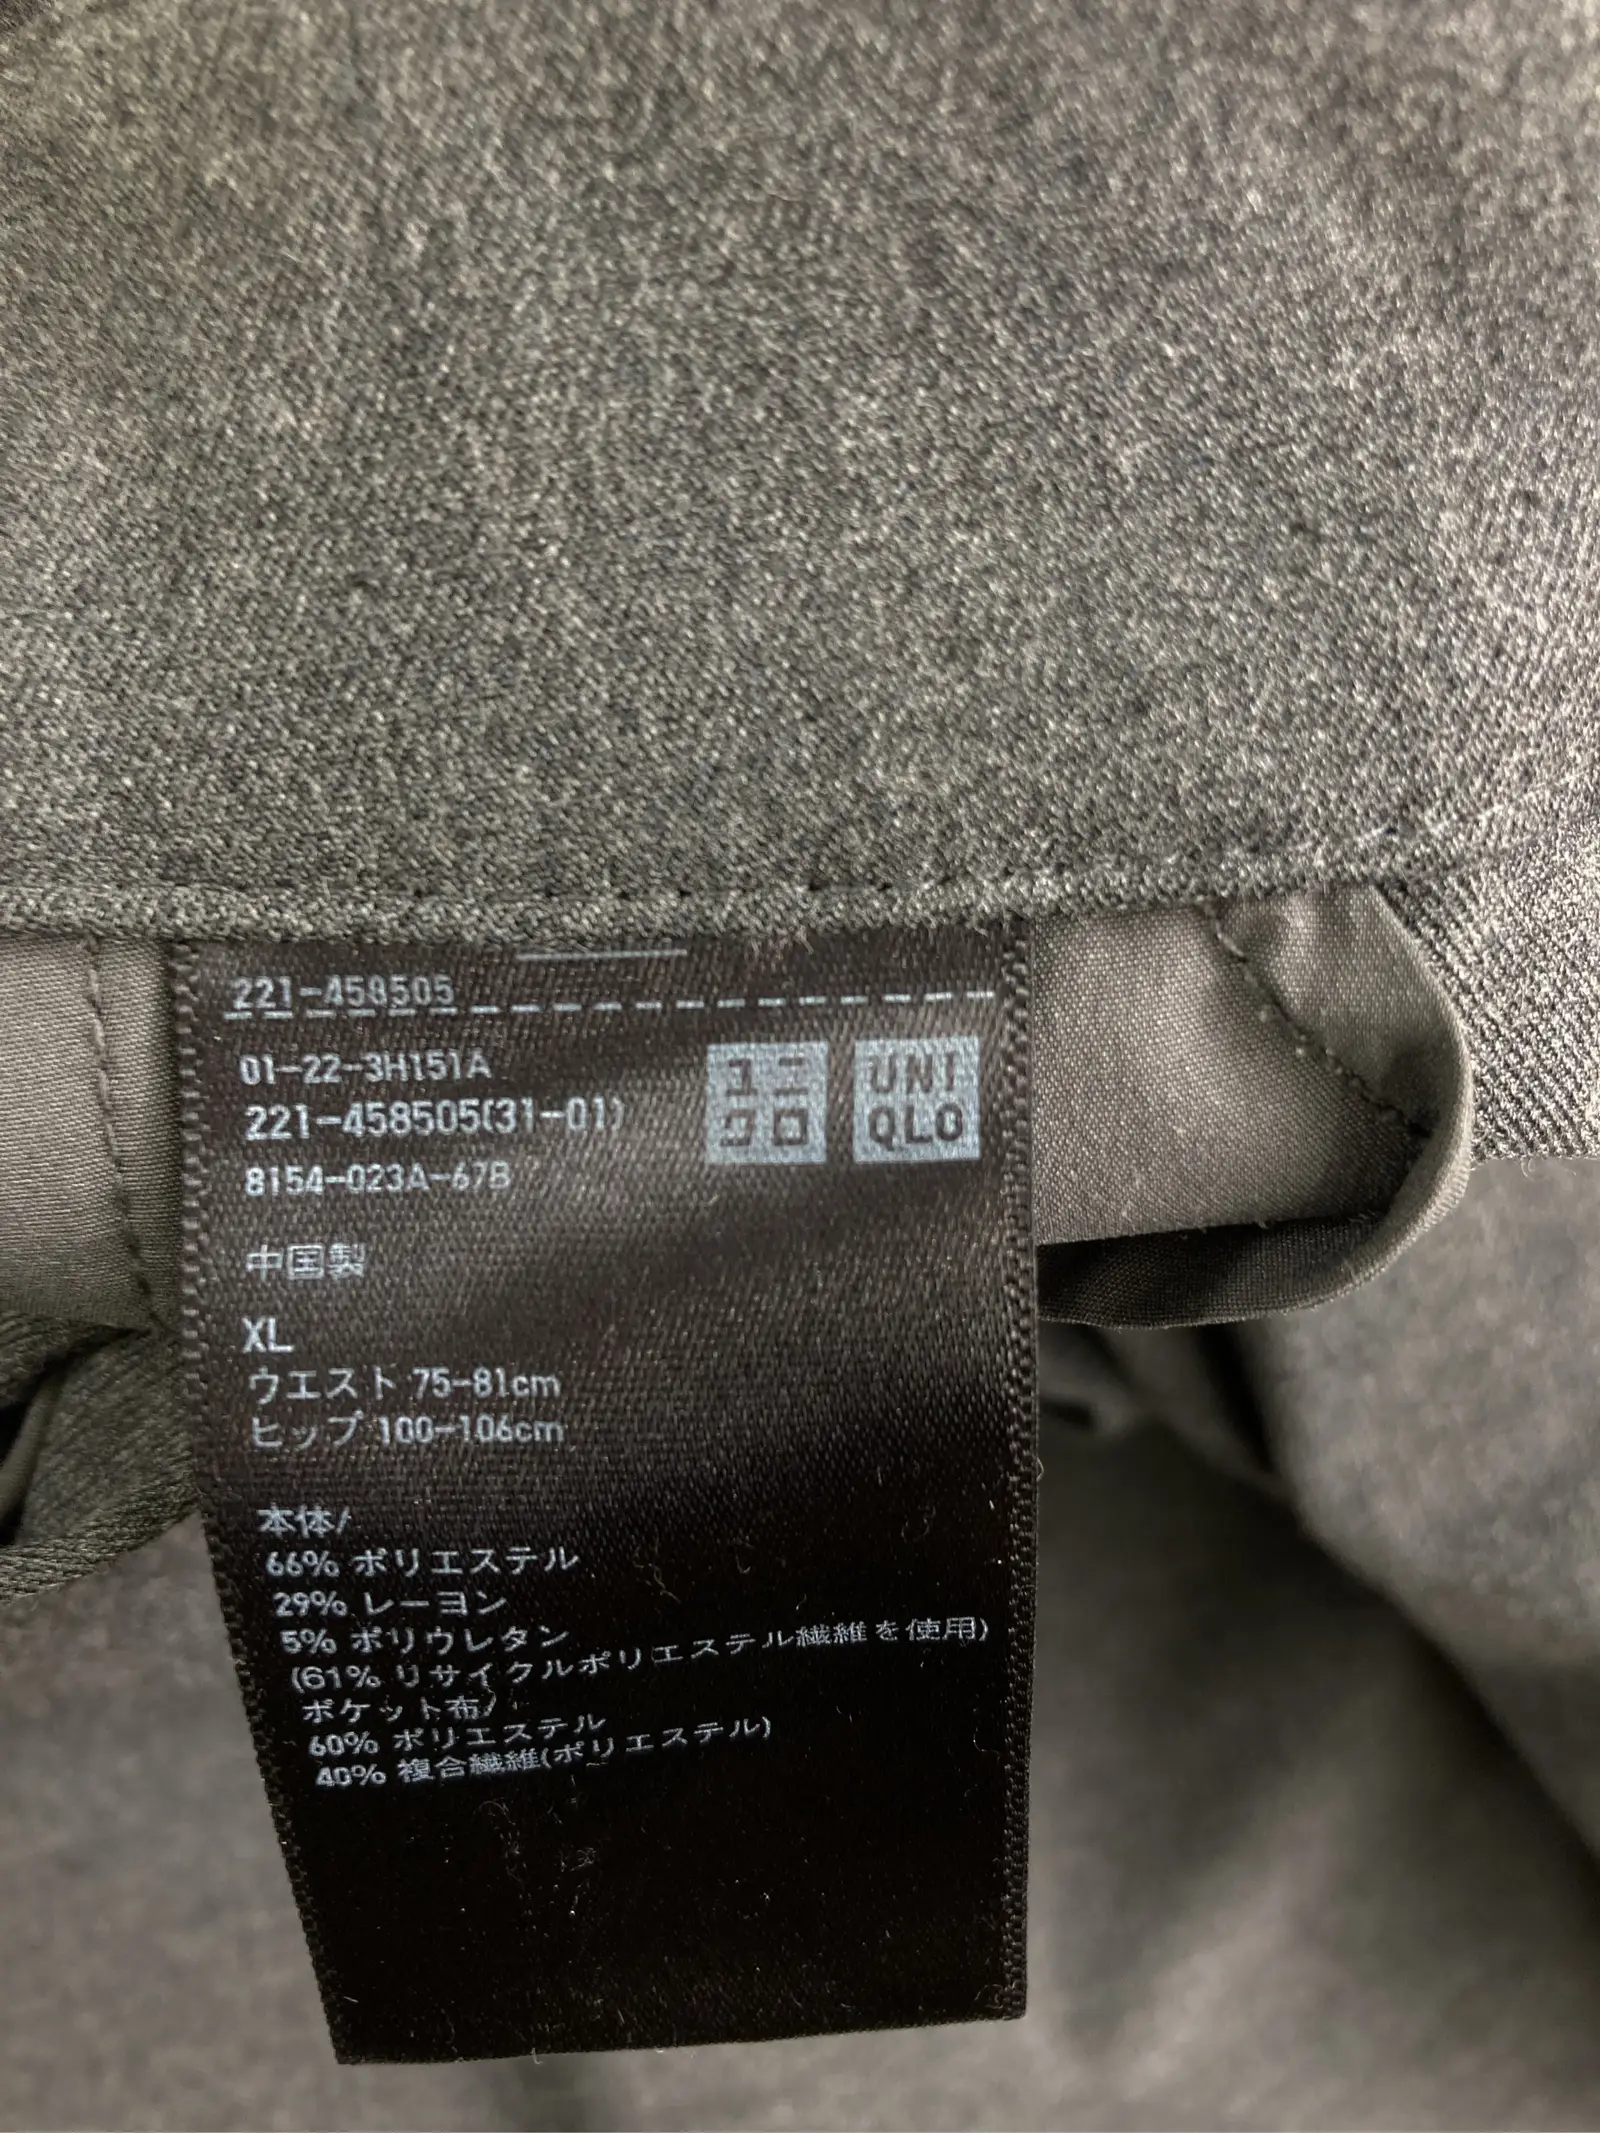 221-458505
01-22-3H151A
221-458505(31-01)
8154-023A-67B
ユニ
クロ
UNI
QLO
中国製
XL
ウエスト 75-81cm
ヒップ 100-106cm
本体/
66% ポリエステル
29% レーヨン
5% ポリウレタン
(61% リサイクルポリエステル繊維を使用)
ポケット布/
60% ポリエステル
40% 複合繊維(ポリエステル)